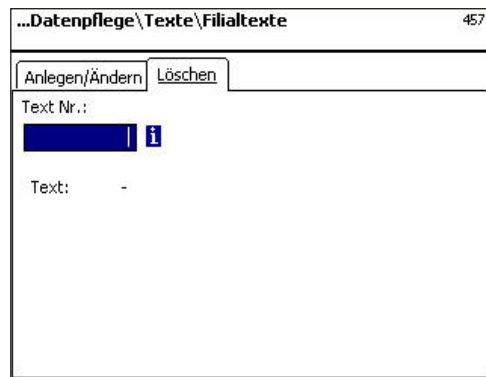 ...Datenpflege\Texte\Filialtexte 457
Anlegen/Ändern Löschen
Text Nr.:
i
Text: -